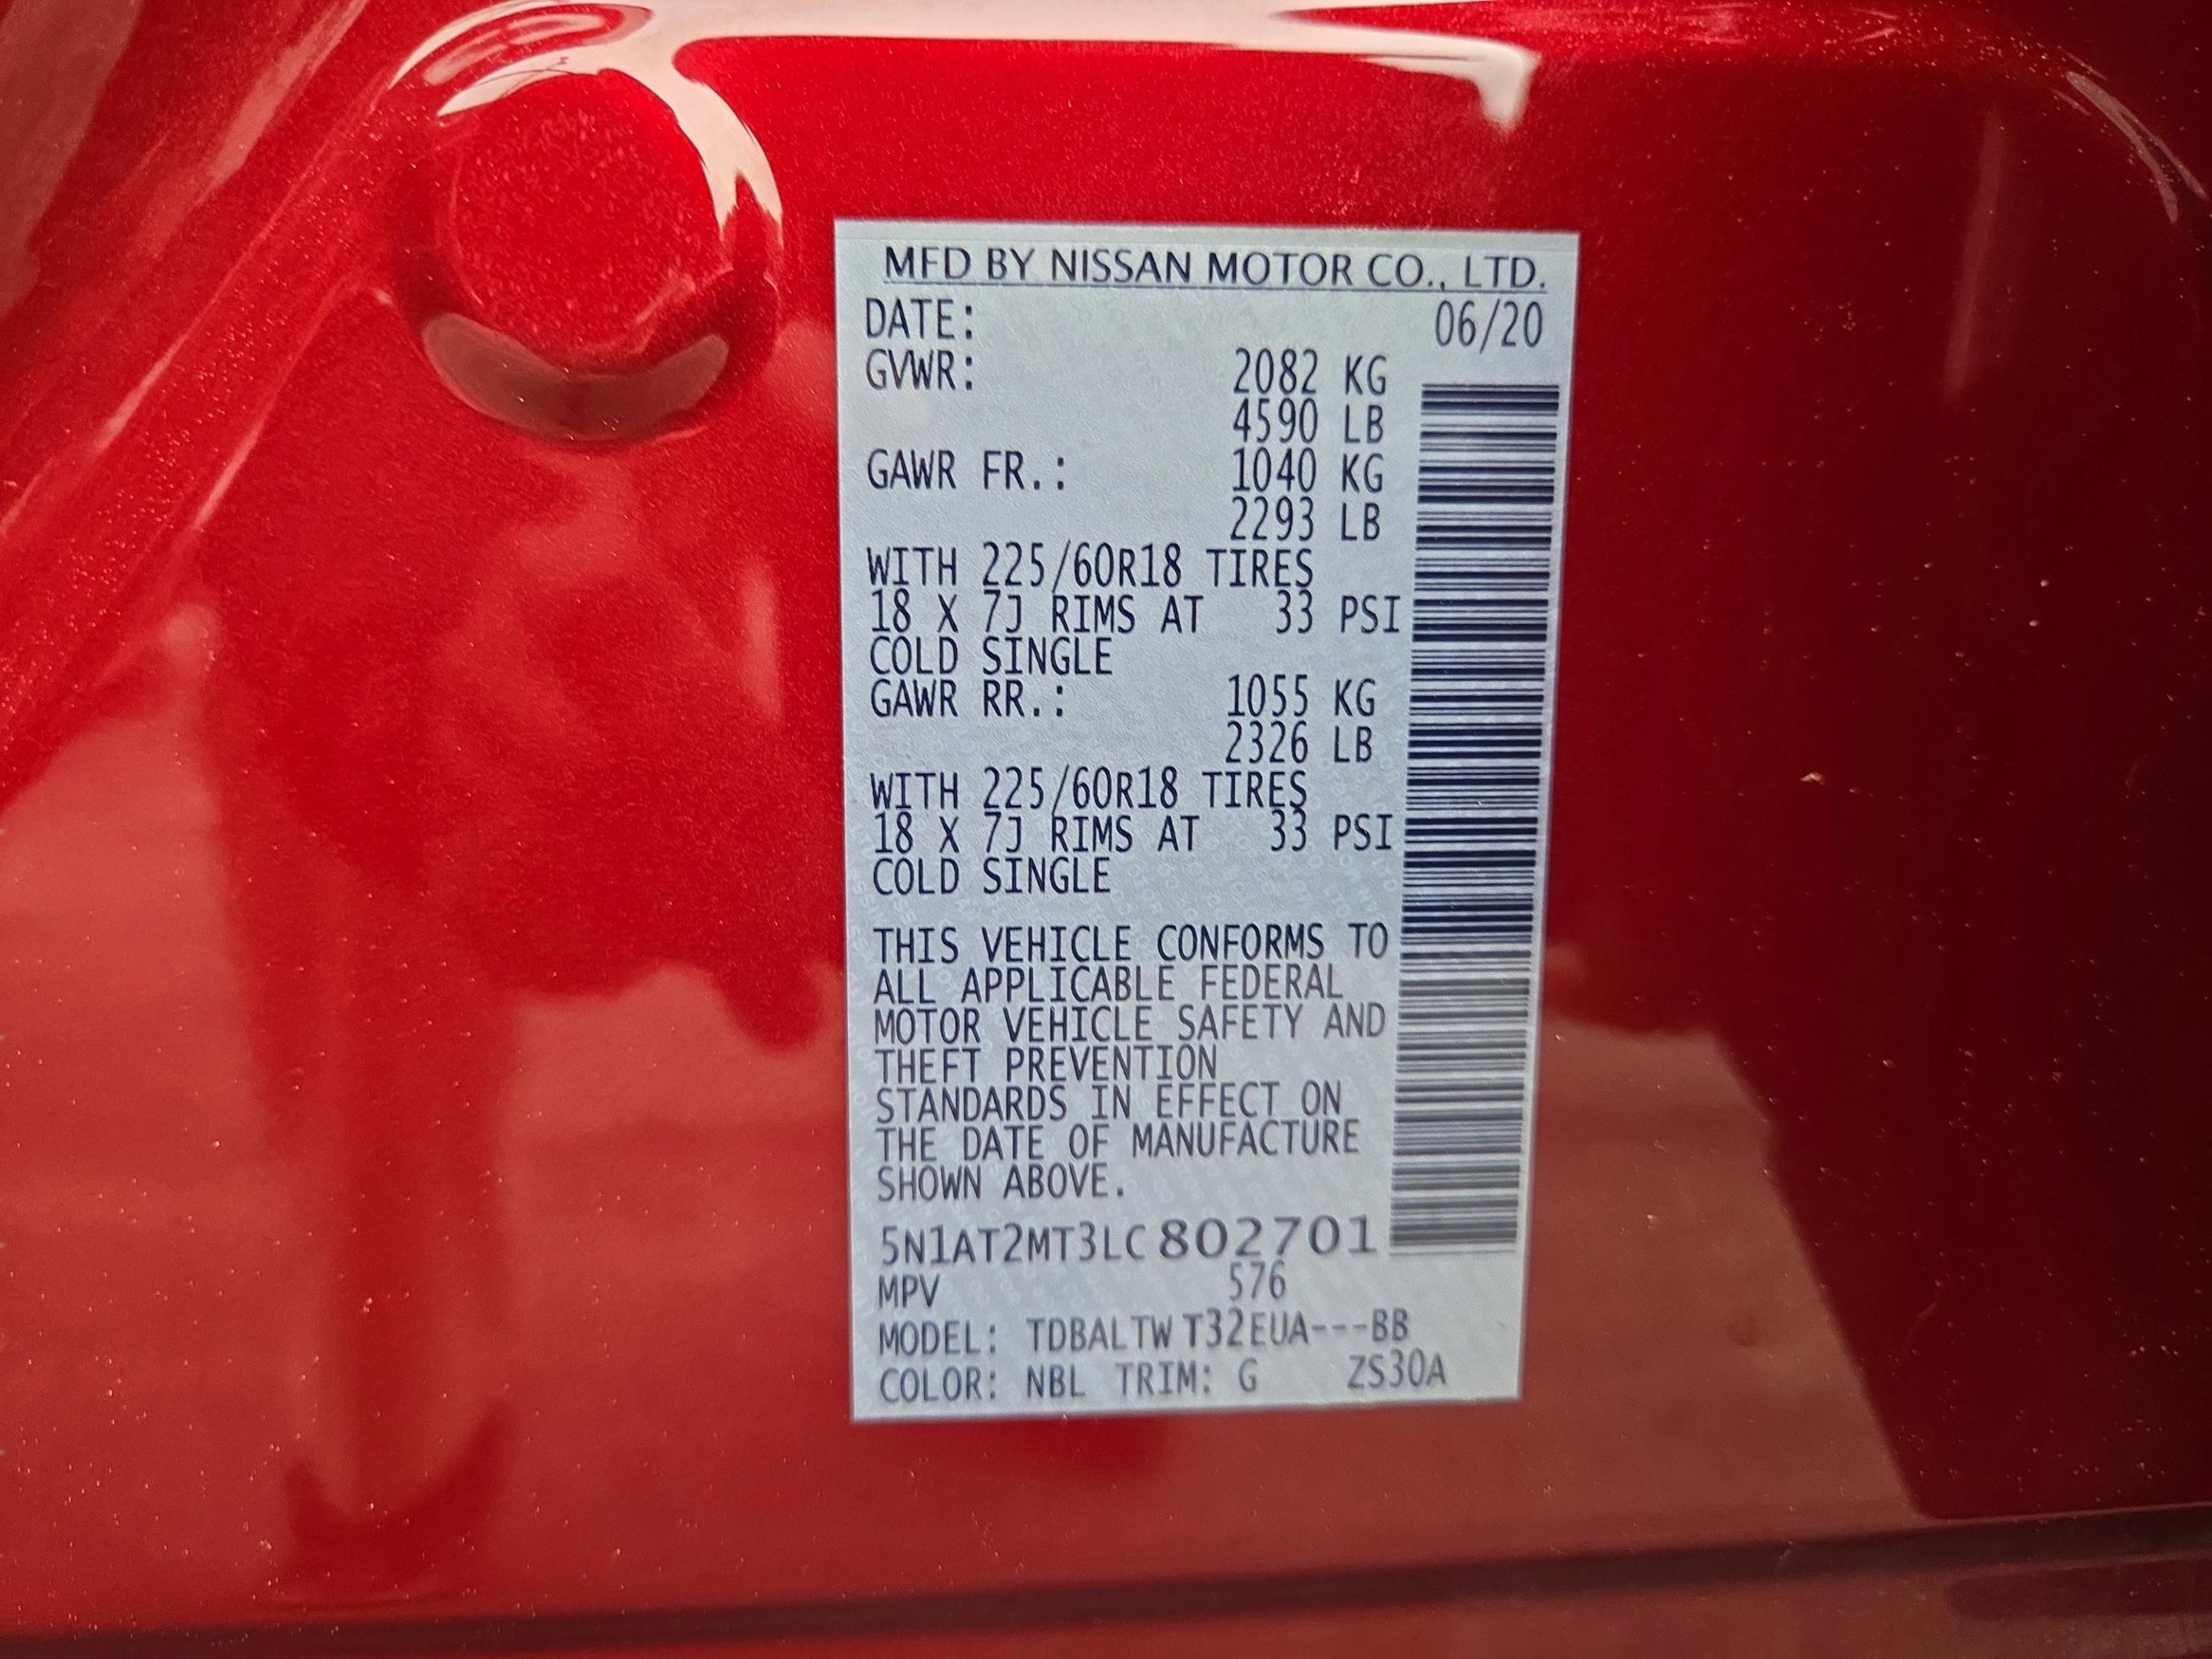 MFD BY NISSAN MOTOR CO., LTD.
DATE: 06/20
GVWR: 2082 KG
4590 LB
GAWR FR.: 1040 KG
2293 LB
WITH 225/60R18 TIRES
18 X 7J RIMS AT 33 PSI
COLD SINGLE
GAWR RR.: 1055 KG
2326 LB
WITH 225/60R18 TIRES
18 X 7J RIMS AT 33 PSI
COLD SINGLE
THIS VEHICLE CONFORMS TO
ALL APPLICABLE FEDERAL
MOTOR VEHICLE SAFETY AND
THEFT PREVENTION
STANDARDS IN EFFECT ON
THE DATE OF MANUFACTURE
SHOWN ABOVE.
5N1AT2MT3LC802701
MPV 576
MODEL: TDBALTW T32EUA---BB
COLOR: NBL TRIM: G ZS30A